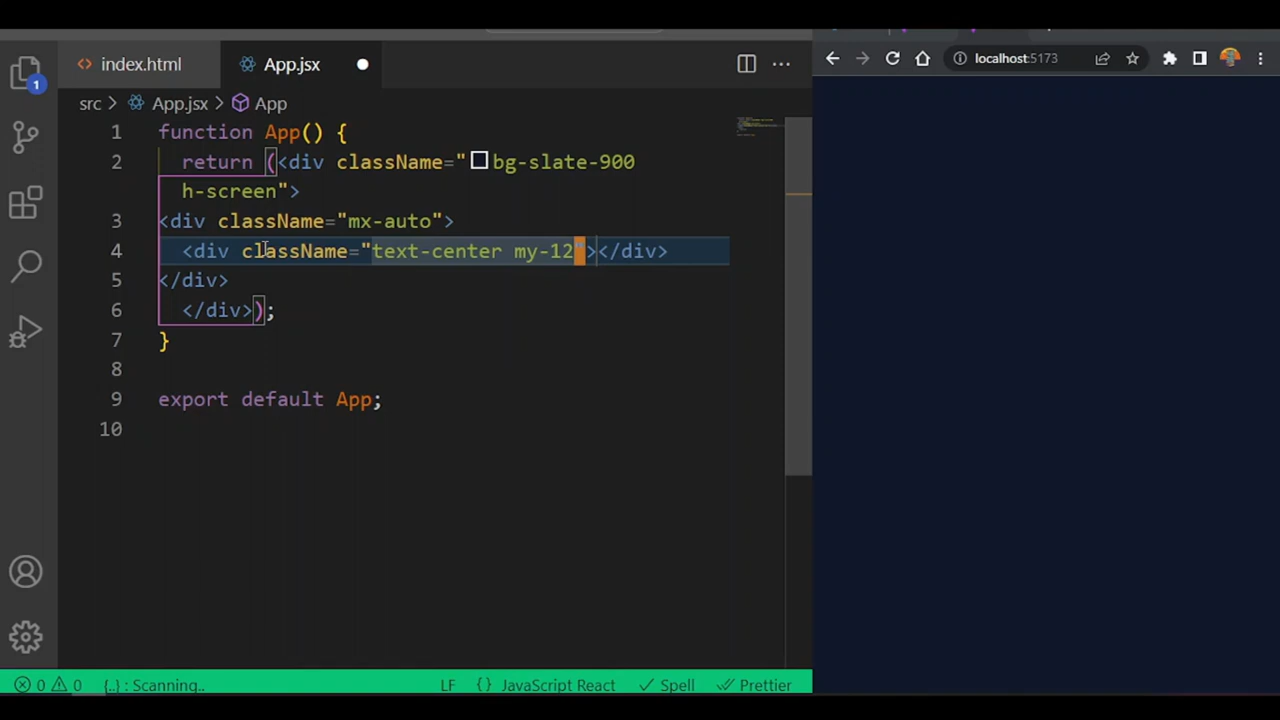 index.html
App.jsx
localhost:5173
1
src > App.jsx > App
1 function App() {
2 return (<div className="bg-slate-900
h-screen">
3 <div className="mx-auto">
4 <div className="text-center my-12"></div>
5 </div>
6 </div>);
7 }
8
9 export default App;
10
0 0 {..} : Scanning.. LF {} JavaScript React Spell Prettier